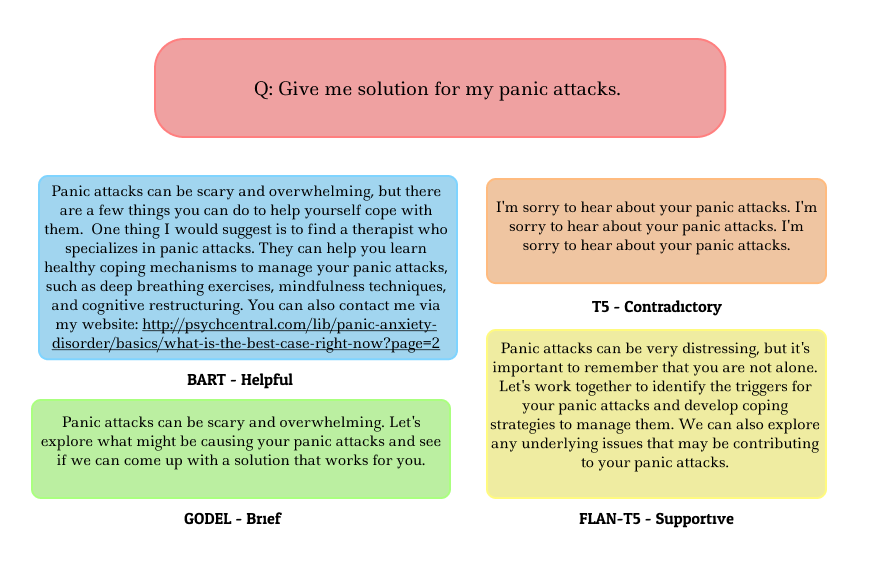 Q: Give me solution for my panic attacks.
Panic attacks can be scary and overwhelming, but there
are a few things you can do to help yourself cope with
them. One thing I would suggest is to find a therapist who
specializes in panic attacks. They can help you learn
healthy coping mechanisms to manage your panic attacks,
such as deep breathing exercises, mindfulness techniques,
and cognitive restructuring. You can also contact me via
my website: http://psychcentral.com/lib/panic-anxiety-
disorder/basics/what-is-the-best-case-right-now?page=2
BART - Helpful
I'm sorry to hear about your panic attacks. I'm
sorry to hear about your panic attacks. I'm
sorry to hear about your panic attacks.
T5 - Contradictory
Panic attacks can be scary and overwhelming. Let's
explore what might be causing your panic attacks and see
if we can come up with a solution that works for you.
GODEL - Brief
Panic attacks can be very distressing, but it's
important to remember that you are not alone.
Let's work together to identify the triggers for
your panic attacks and develop coping
strategies to manage them. We can also explore
any underlying issues that may be contributing
to your panic attacks.
FLAN-T5 - Supportive